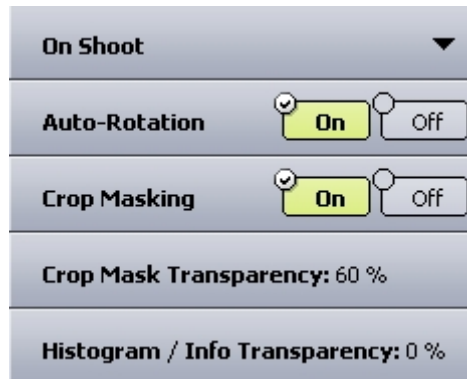 On Shoot
Auto-Rotation On Off
Crop Masking On Off
Crop Mask Transparency: 60 %
Histogram / Info Transparency: 0 %